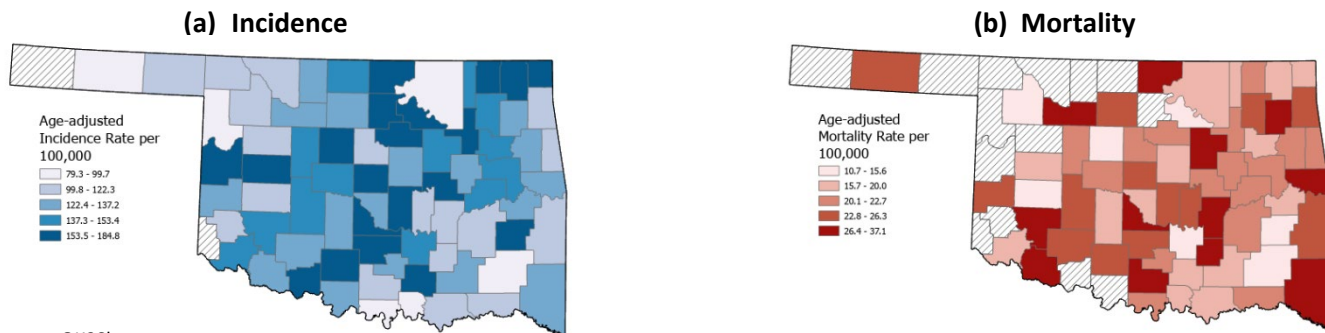 (a) Incidence
(b) Mortality
Age-adjusted
Incidence Rate per
100,000
79.3 - 99.7
99.8 - 122.3
122.4 - 137.2
137.3 - 153.4
153.5 - 184.8
Age-adjusted
Mortality Rate per
100,000
10.7 - 15.6
15.7 - 20.0
20.1 - 22.7
22.8 - 26.3
26.4 - 37.1